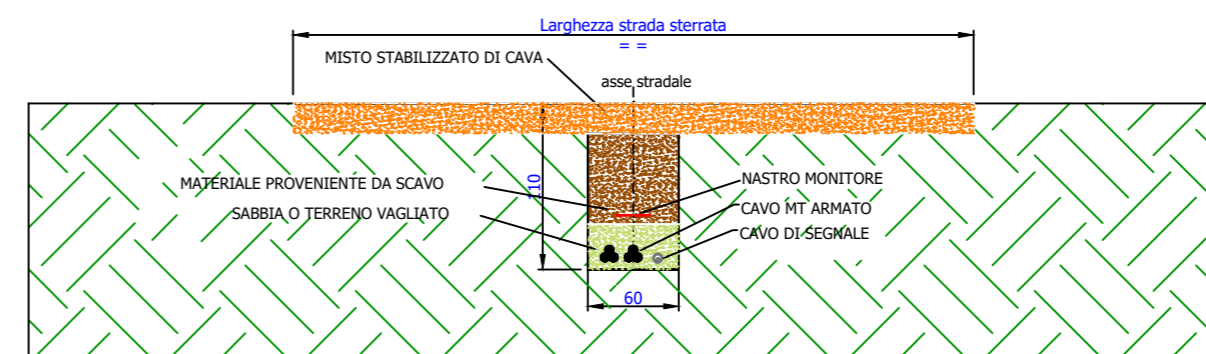 Larghezza strada sterrata
= =
MISTO STABILIZZATO DI CAVA
asse stradale
MATERIALE PROVENIENTE DA SCAVO
110
NASTRO MONITORE
SABBIA O TERRENO VAGLIATO
CAVO MT ARMATO
CAVO DI SEGNALE
60